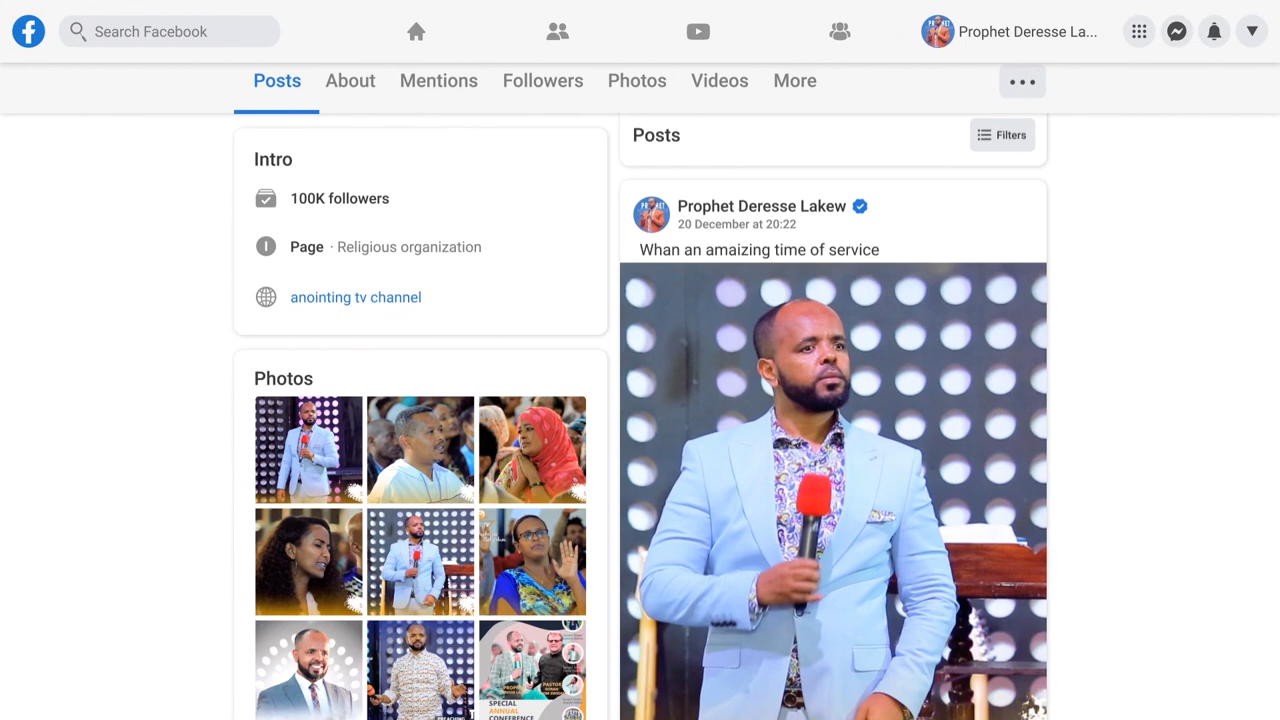 Search Facebook
Prophet Deresse La...
Posts
About
Mentions
Followers
Photos
Videos
More
Intro
100K followers
Page · Religious organization
anointing tv channel
Photos
SPECIAL
ANNUAL
CONFERENCE
Posts
Filters
Prophet Deresse Lakew
20 December at 20:22
Whan an amaizing time of service